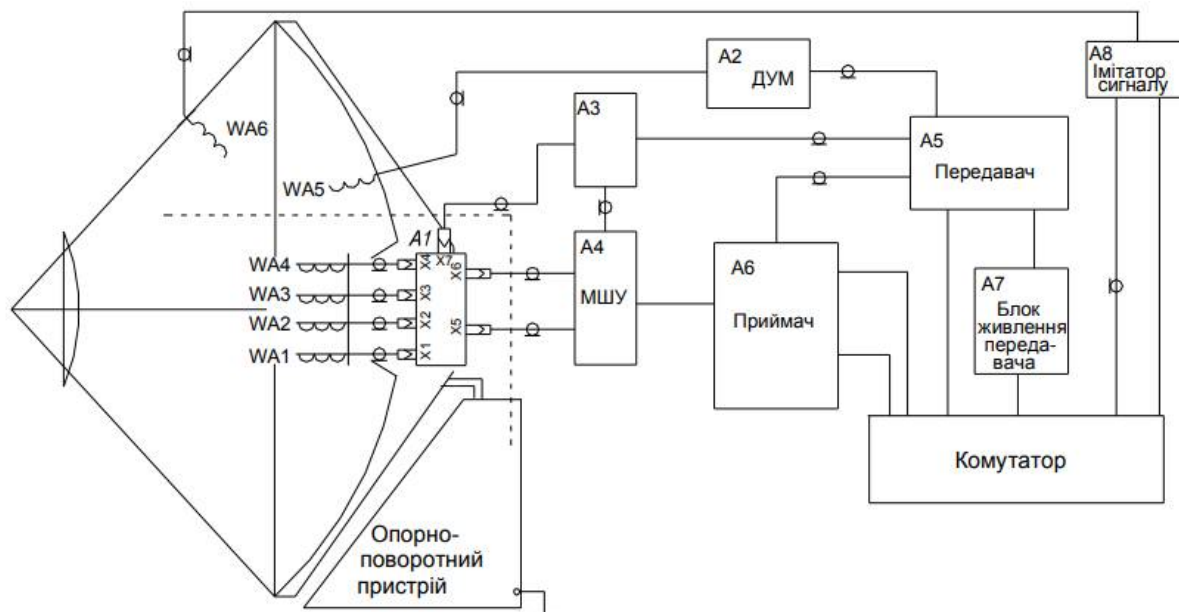 A8
Імітатор
сигналу
A2
ДУМ
A3
WA6
A5
Передавач
WA5
A1
X7
X4
X6
X3
X2
X5
X1
WA4
WA3
WA2
WA1
A4
МШУ
A6
Приймач
A7
Блок
живлення
переда-
вача
Комутатор
Опорно-
поворотний
пристрій